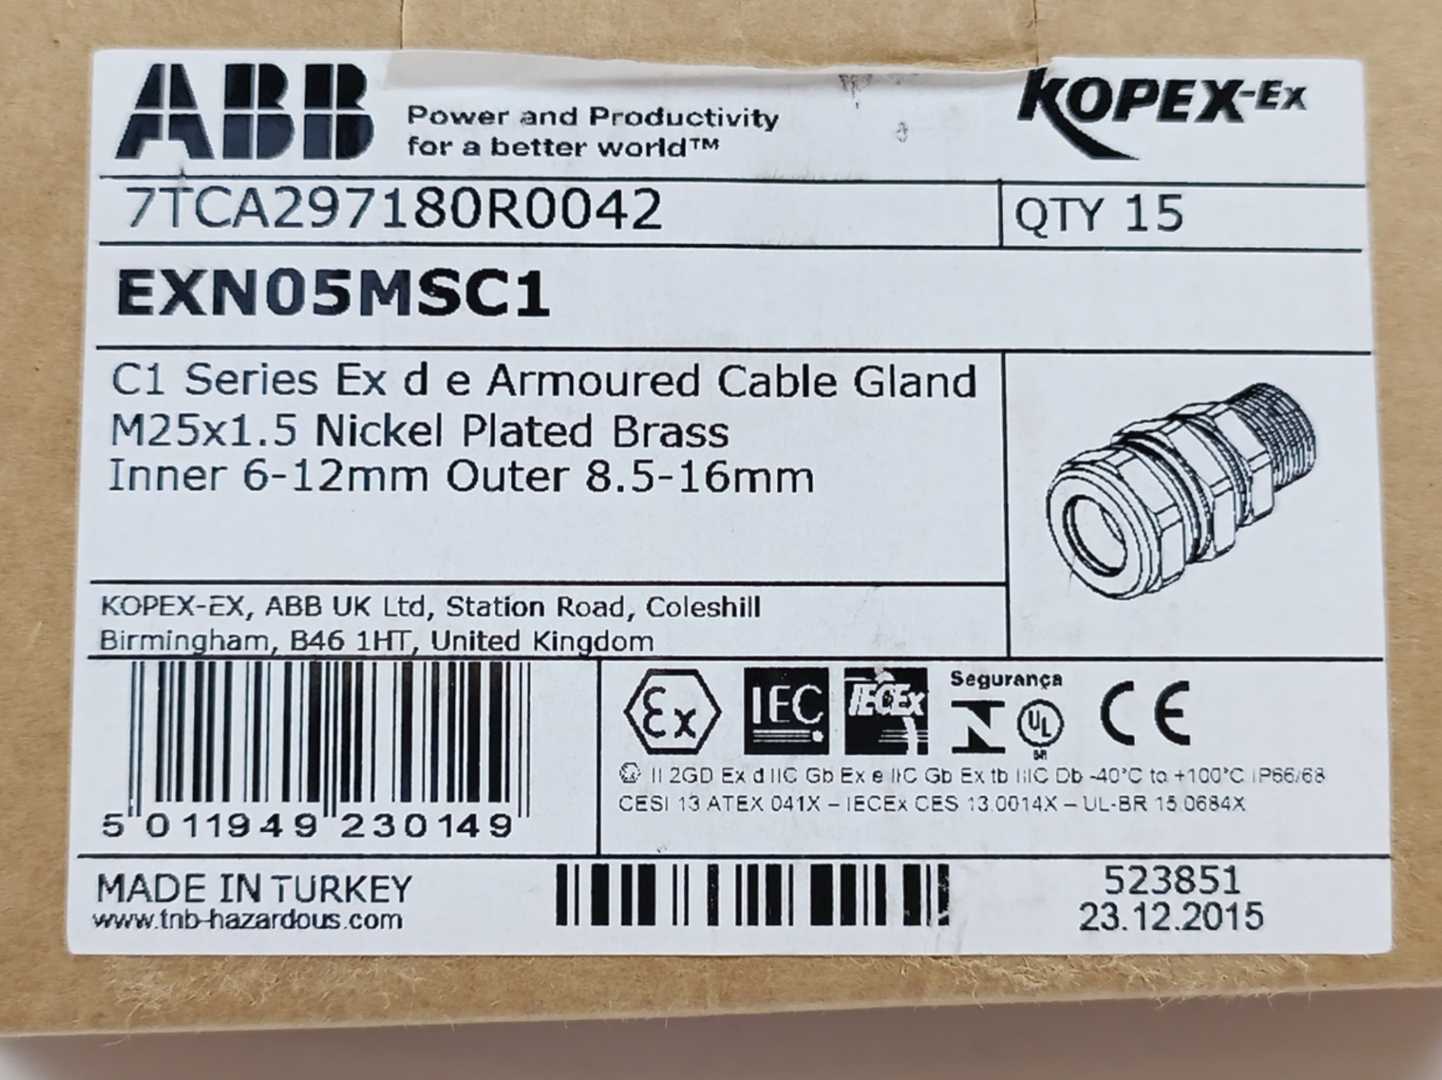 ABB
Power and Productivity
for a better world™
KOPEX-Ex
7TCA297180R0042
QTY 15
EXN05MSC1
C1 Series Ex d e Armoured Cable Gland
M25x1.5 Nickel Plated Brass
Inner 6-12mm Outer 8.5-16mm
KOPEX-EX, ABB UK Ltd, Station Road, Coleshill
Birmingham, B46 1HT, United Kingdom
5 011949 230149
Ex
IEC
IECEx
Segurança
UL
CE
II 2GD Ex d IIC Gb Ex e IIC Gb Ex tb IIIC Db -40°C to +100°C IP66/68
CESI 13 ATEX 041X – IECEx CES 13.0014X – UL-BR 15.0684X
MADE IN TURKEY
www.tnb-hazardous.com
523851
23.12.2015